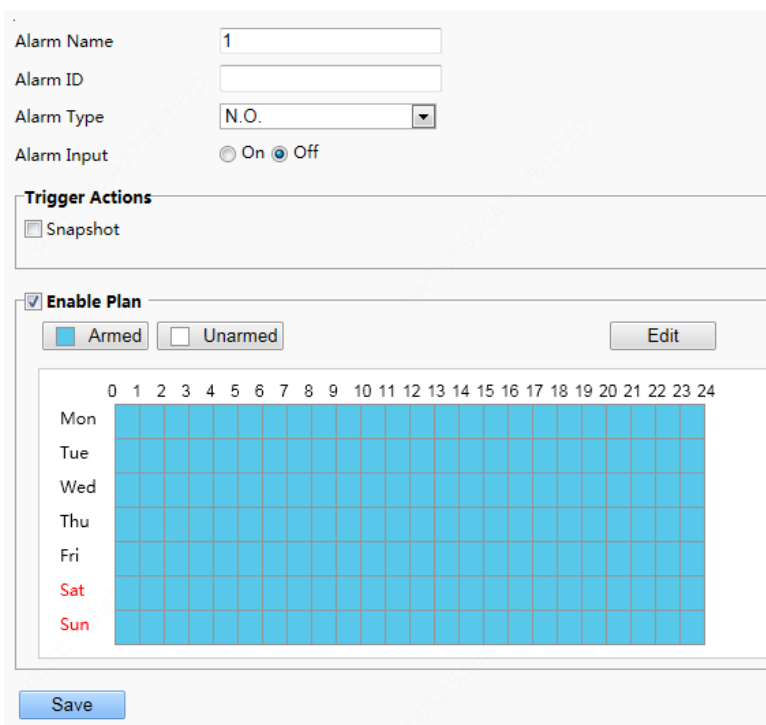 Alarm Name 1
Alarm ID
Alarm Type N.O.
Alarm Input On Off
Trigger Actions
Snapshot
Enable Plan
Armed Unarmed Edit
0 1 2 3 4 5 6 7 8 9 10 11 12 13 14 15 16 17 18 19 20 21 22 23 24
Mon
Tue
Wed
Thu
Fri
Sat
Sun
Save